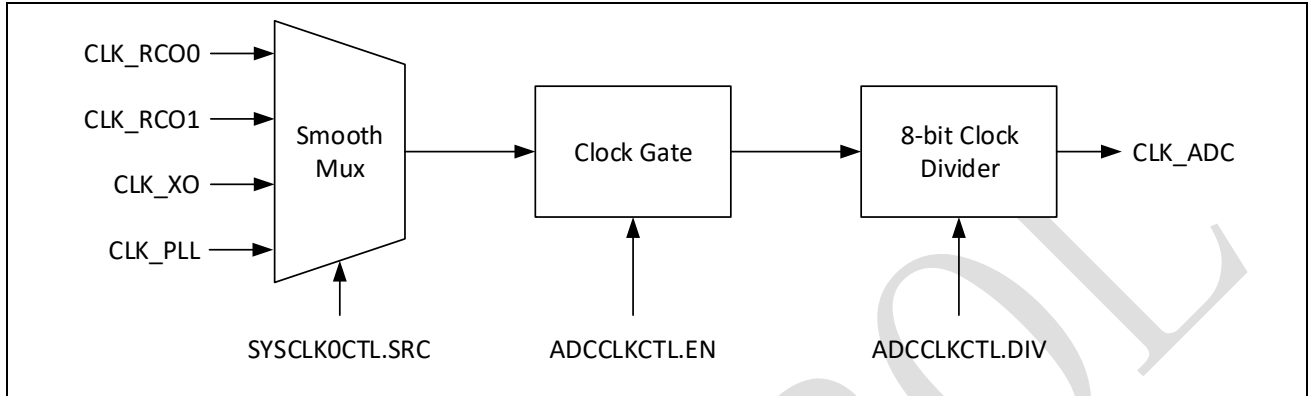 CLK_RCO0
CLK_RCO1
CLK_XO
CLK_PLL
Smooth
Mux
Clock Gate
8-bit Clock
Divider
CLK_ADC
SYSCLK0CTL.SRC
ADCCLKCTL.EN
ADCCLKCTL.DIV
OL